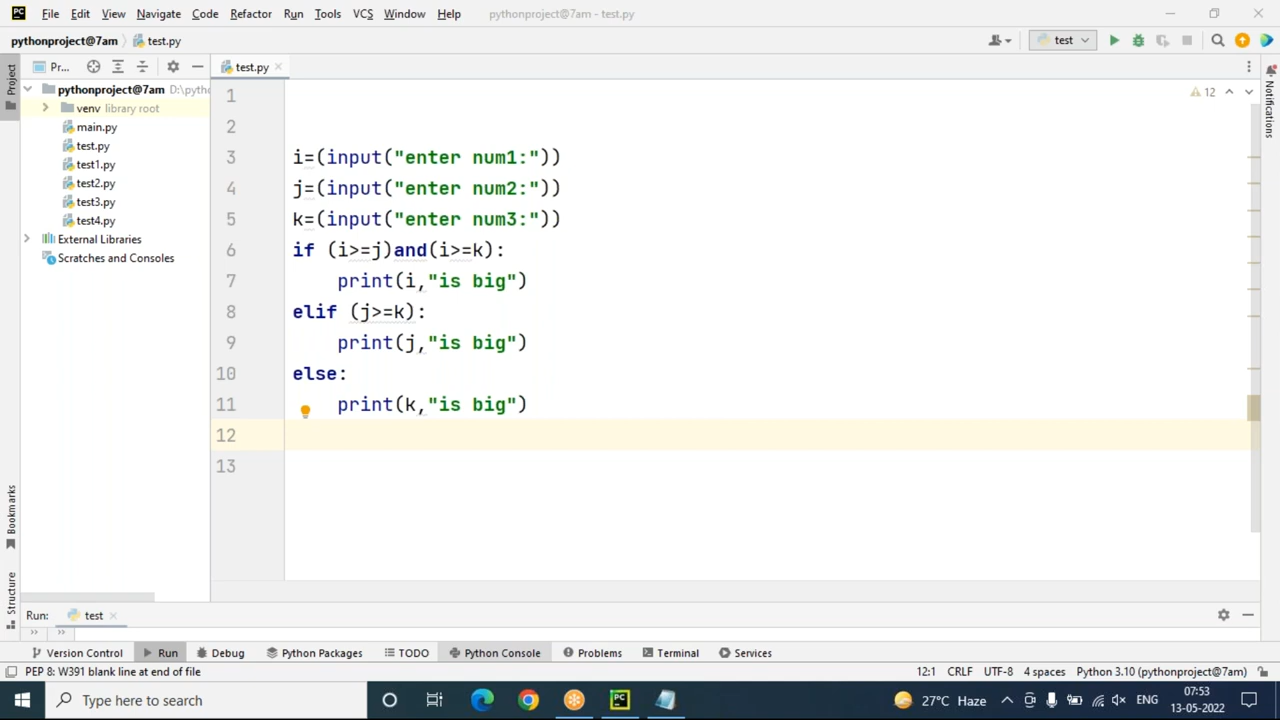 File Edit View Navigate Code Refactor Run Tools VCS Window Help pythonproject@7am - test.py
pythonproject@7am test.py test
Pr... test.py
Project
pythonproject@7am D:\pytho
venv library root
main.py
test.py
test1.py
test2.py
test3.py
test4.py
External Libraries
Scratches and Consoles
12
Notifications
1
2
3 i=(input("enter num1:"))
4 j=(input("enter num2:"))
5 k=(input("enter num3:"))
6 if (i>=j)and(i>=k):
7 print(i,"is big")
8 elif (j>=k):
9 print(j,"is big")
10 else:
11 print(k,"is big")
12
13
Bookmarks
Structure
Run: test
Version Control Run Debug Python Packages TODO Python Console Problems Terminal Services
PEP 8: W391 blank line at end of file 12:1 CRLF UTF-8 4 spaces Python 3.10 (pythonproject@7am)
Type here to search 27°C Haze ENG 07:53
13-05-2022